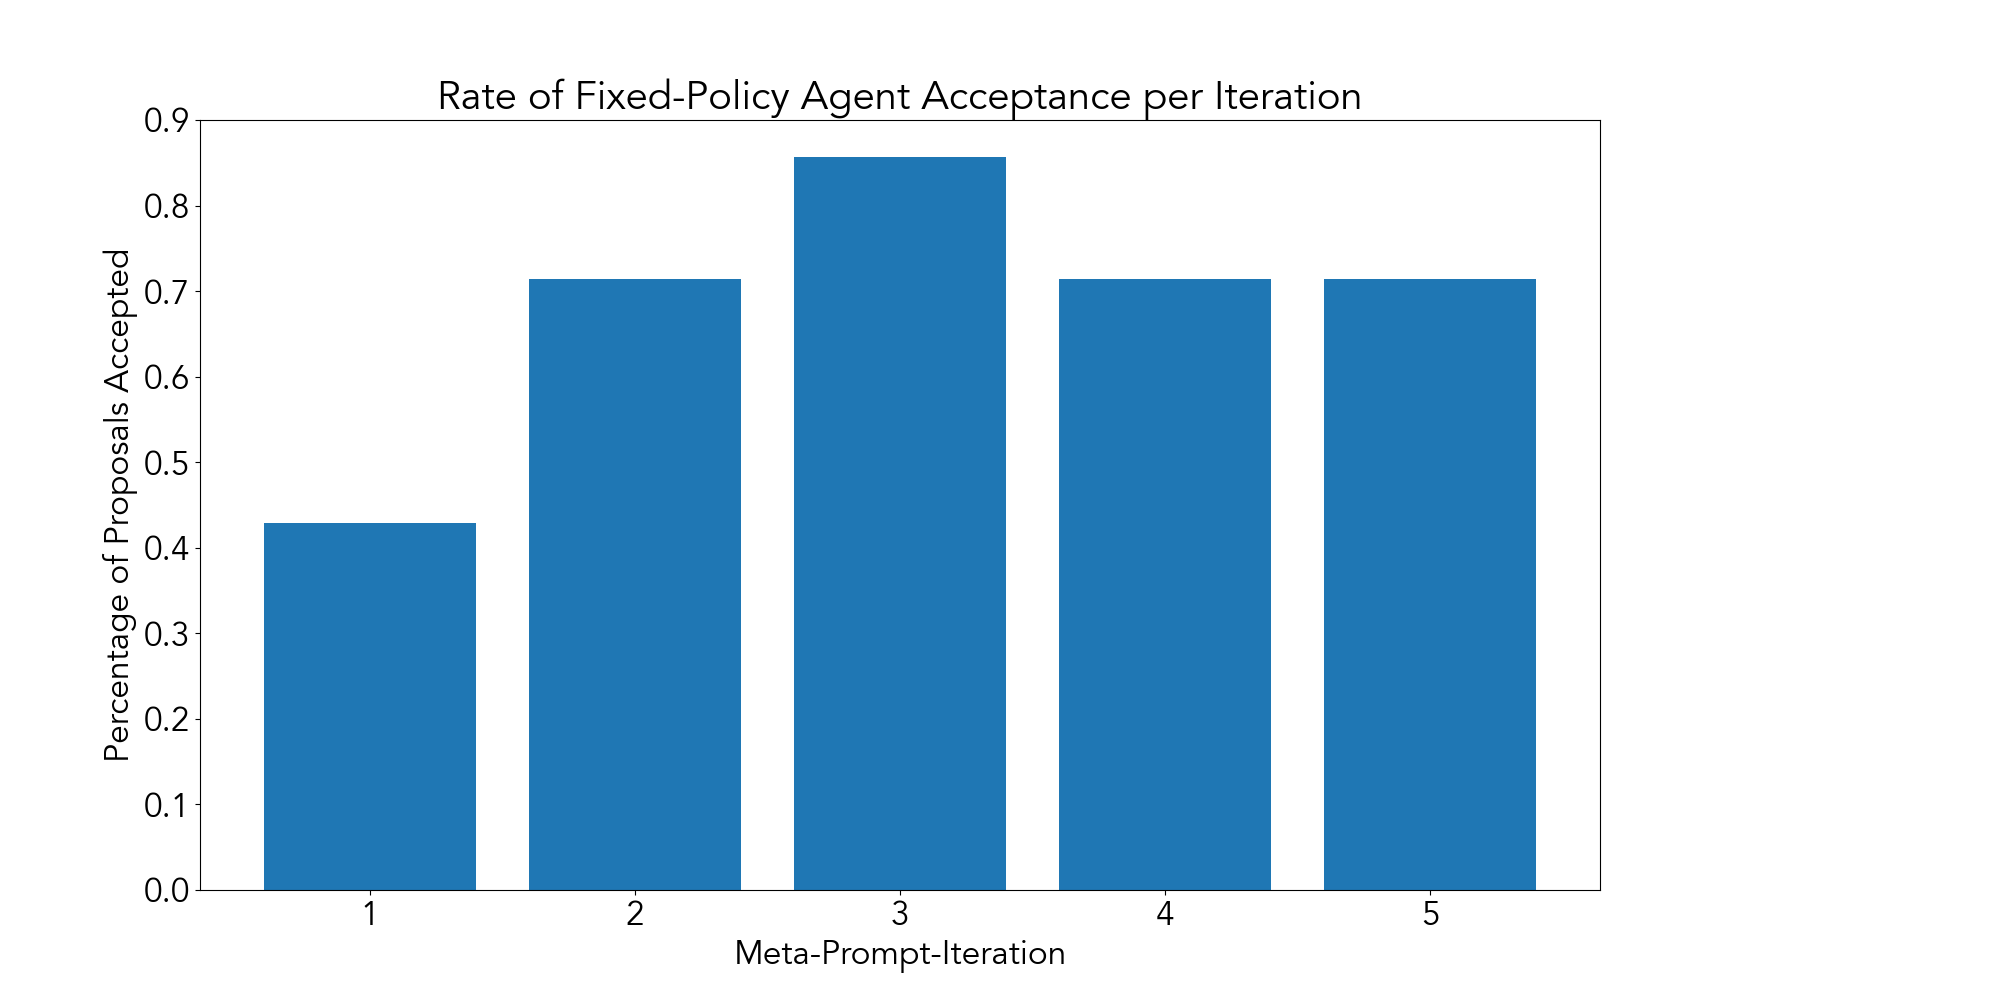 Rate of Fixed-Policy Agent Acceptance per Iteration
Percentage of Proposals Accepted
0.9
0.8
0.7
0.6
0.5
0.4
0.3
0.2
0.1
0.0
1 2 3 4 5
Meta-Prompt-Iteration